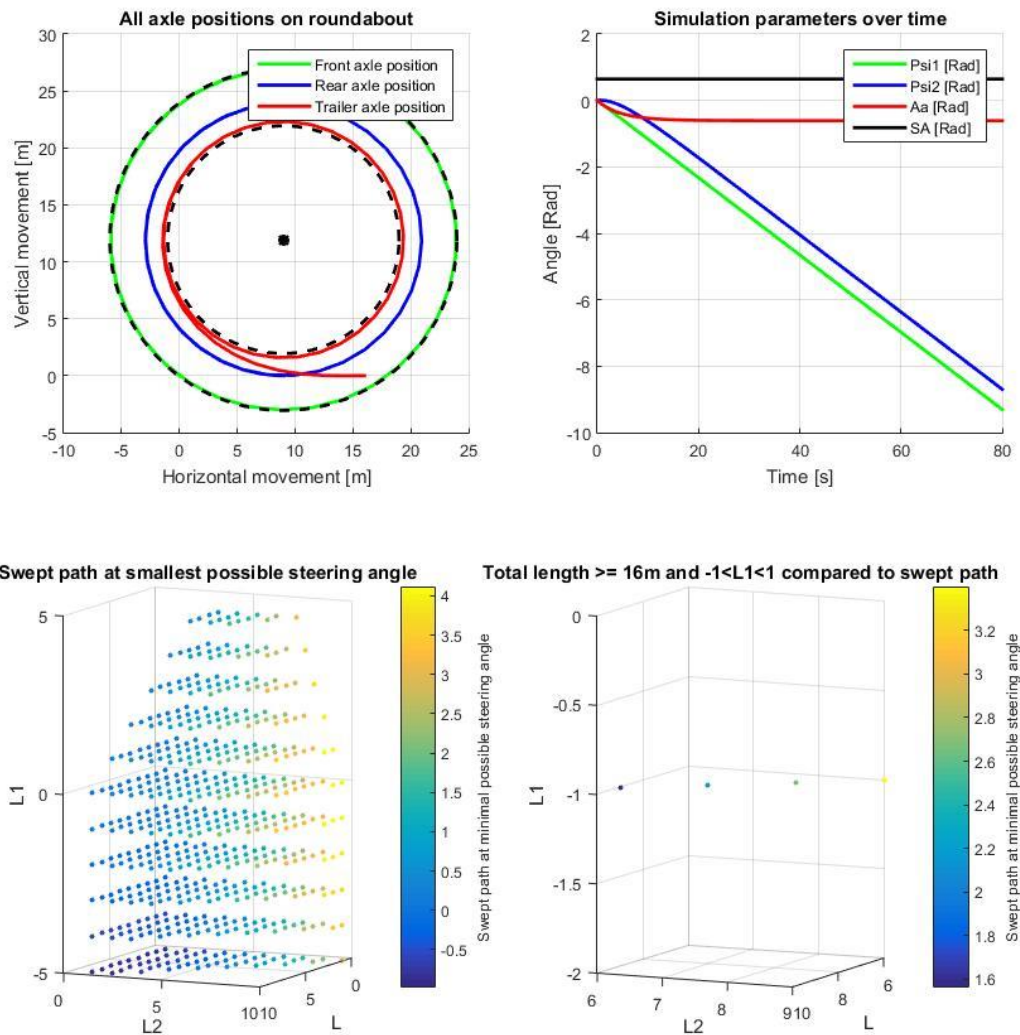 All axle positions on roundabout
30
25
20
15
10
5
0
-5
-10
-5
0
5
10
15
20
25
Vertical movement [m]
Horizontal movement [m]
Front axle position
Rear axle position
Trailer axle position
Simulation parameters over time
2
0
-2
-4
-6
-8
-10
0
20
40
60
80
Angle [Rad]
Time [s]
Psi1 [Rad]
Psi2 [Rad]
Aa [Rad]
SA [Rad]
Swept path at smallest possible steering angle
5
0
-5
L1
0
5
1010
5
0
L2
L
4
3.5
3
2.5
2
1.5
1
0.5
0
-0.5
Swept path at minimal possible steering angle
Total length >= 16m and -1<L1<1 compared to swept path
0
-0.5
-1
-1.5
-2
L1
6
7
8
910
8
6
L2
L
3.2
3
2.8
2.6
2.4
2.2
2
1.8
1.6
Swept path at minimal possible steering angle